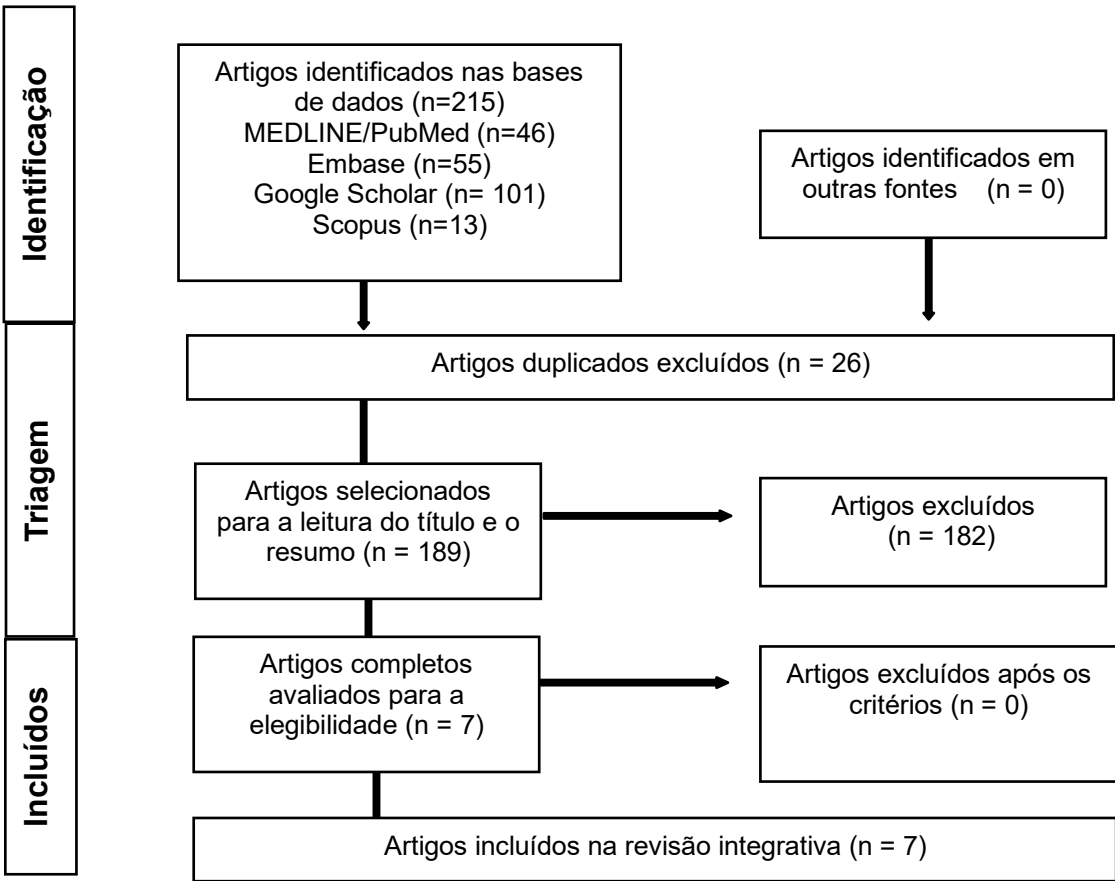 Identificação
Artigos identificados nas bases
de dados (n=215)
MEDLINE/PubMed (n=46)
Embase (n=55)
Google Scholar (n= 101)
Scopus (n=13)
Artigos identificados em
outras fontes (n = 0)
Triagem
Artigos duplicados excluídos (n = 26)
Artigos selecionados
para a leitura do título e o
resumo (n = 189)
Artigos excluídos
(n = 182)
Incluídos
Artigos completos
avaliados para a
elegibilidade (n = 7)
Artigos excluídos após os
critérios (n = 0)
Artigos incluídos na revisão integrativa (n = 7)